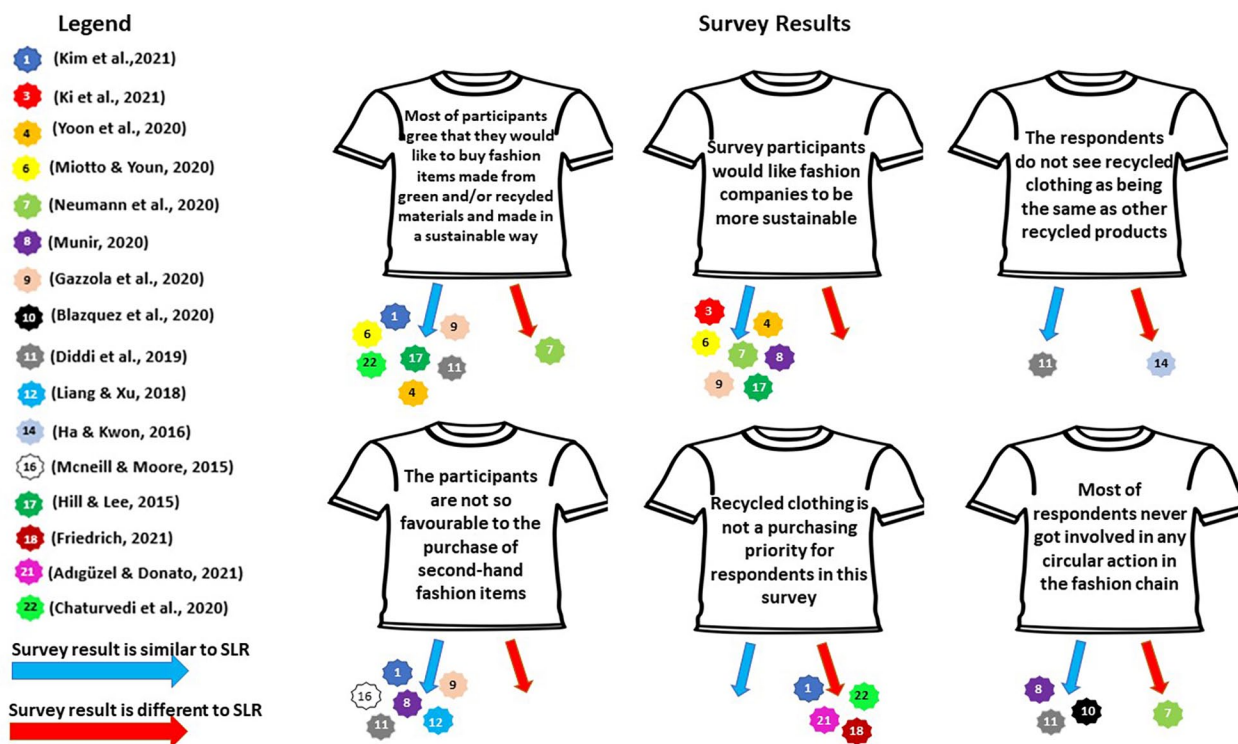 Legend
1 (Kim et al.,2021)
3 (Ki et al., 2021)
4 (Yoon et al., 2020)
6 (Miotto & Youn, 2020)
7 (Neumann et al., 2020)
8 (Munir, 2020)
9 (Gazzola et al., 2020)
10 (Blazquez et al., 2020)
11 (Diddi et al., 2019)
12 (Liang & Xu, 2018)
14 (Ha & Kwon, 2016)
16 (Mcneill & Moore, 2015)
17 (Hill & Lee, 2015)
18 (Friedrich, 2021)
21 (Adıgüzel & Donato, 2021)
22 (Chaturvedi et al., 2020)
Survey result is similar to SLR
Survey result is different to SLR
Survey Results
Most of participants
agree that they would
like to buy fashion
items made from
green and/or recycled
materials and made in
a sustainable way
1
9
6
17
22
11
4
7
Survey participants
would like fashion
companies to be
more sustainable
3
4
6
7
8
9
17
The respondents
do not see recycled
clothing as being
the same as other
recycled products
11
14
The participants
are not so
favourable to the
purchase of
second-hand
fashion items
1
9
16
8
11
12
Recycled clothing is
not a purchasing
priority for
respondents in this
survey
1
22
21
18
Most of
respondents never
got involved in any
circular action in
the fashion chain
8
10
11
7